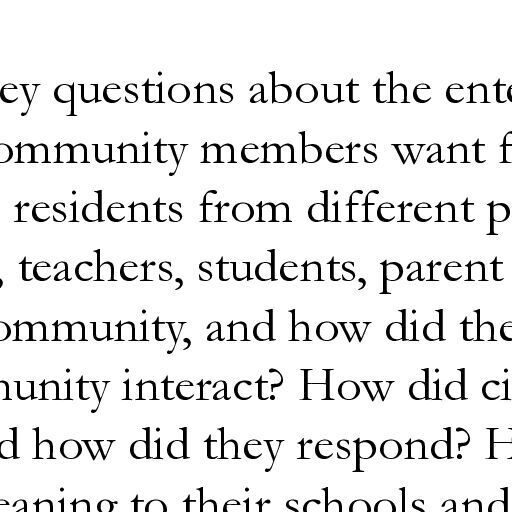 ey questions about the ente
ommunity members want f
residents from different p
, teachers, students, parent
ommunity, and how did the
unity interact? How did ci
d how did they respond? H
eaning to their schools and